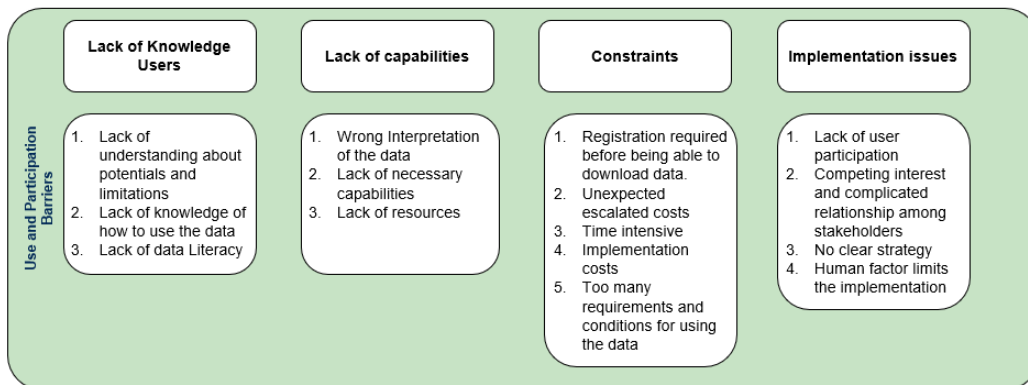 Use and Participation
Barriers
Lack of Knowledge
Users
1. Lack of
understanding about
potentials and
limitations
2. Lack of knowledge of
how to use the data
3. Lack of data Literacy
Lack of capabilities
1. Wrong Interpretation
of the data
2. Lack of necessary
capabilities
3. Lack of resources
Constraints
1. Registration required
before being able to
download data.
2. Unexpected
escalated costs
3. Time intensive
4. Implementation
costs
5. Too many
requirements and
conditions for using
the data
Implementation issues
1. Lack of user
participation
2. Competing interest
and complicated
relationship among
stakeholders
3. No clear strategy
4. Human factor limits
the implementation